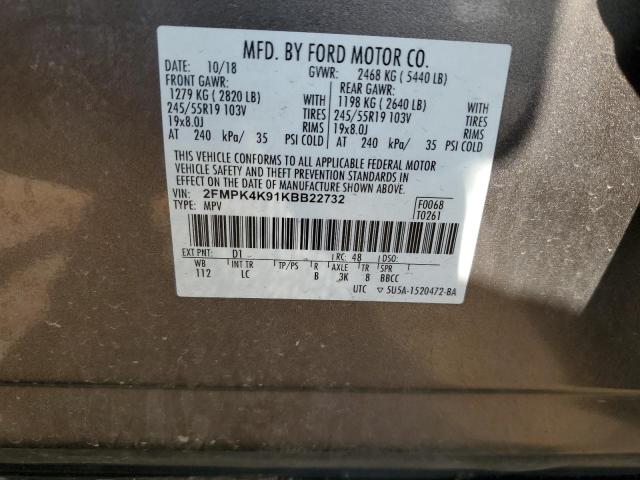 MFD. BY FORD MOTOR CO.
DATE: 10/18 GVWR: 2468 KG ( 5440 LB)
FRONT GAWR: REAR GAWR:
1279 KG ( 2820 LB) WITH 1198 KG ( 2640 LB) WITH
245/55R19 103V TIRES 245/55R19 103V TIRES
19x8.0J RIMS 19x8.0J RIMS
AT 240 kPa/ 35 PSI COLD AT 240 kPa/ 35 PSI COLD
THIS VEHICLE CONFORMS TO ALL APPLICABLE FEDERAL MOTOR
VEHICLE SAFETY AND THEFT PREVENTION STANDARDS IN
EFFECT ON THE DATE OF MANUFACTURE SHOWN ABOVE.
VIN: 2FMPK4K91KBB22732 F0068
TYPE: MPV T0261
EXT PNT: D1 RC: 48 DSO:
WB INT TR TP/PS R AXLE TR SPR
112 LC B 3K B BBCC
UTC ▽ 5U5A-1520472-BA